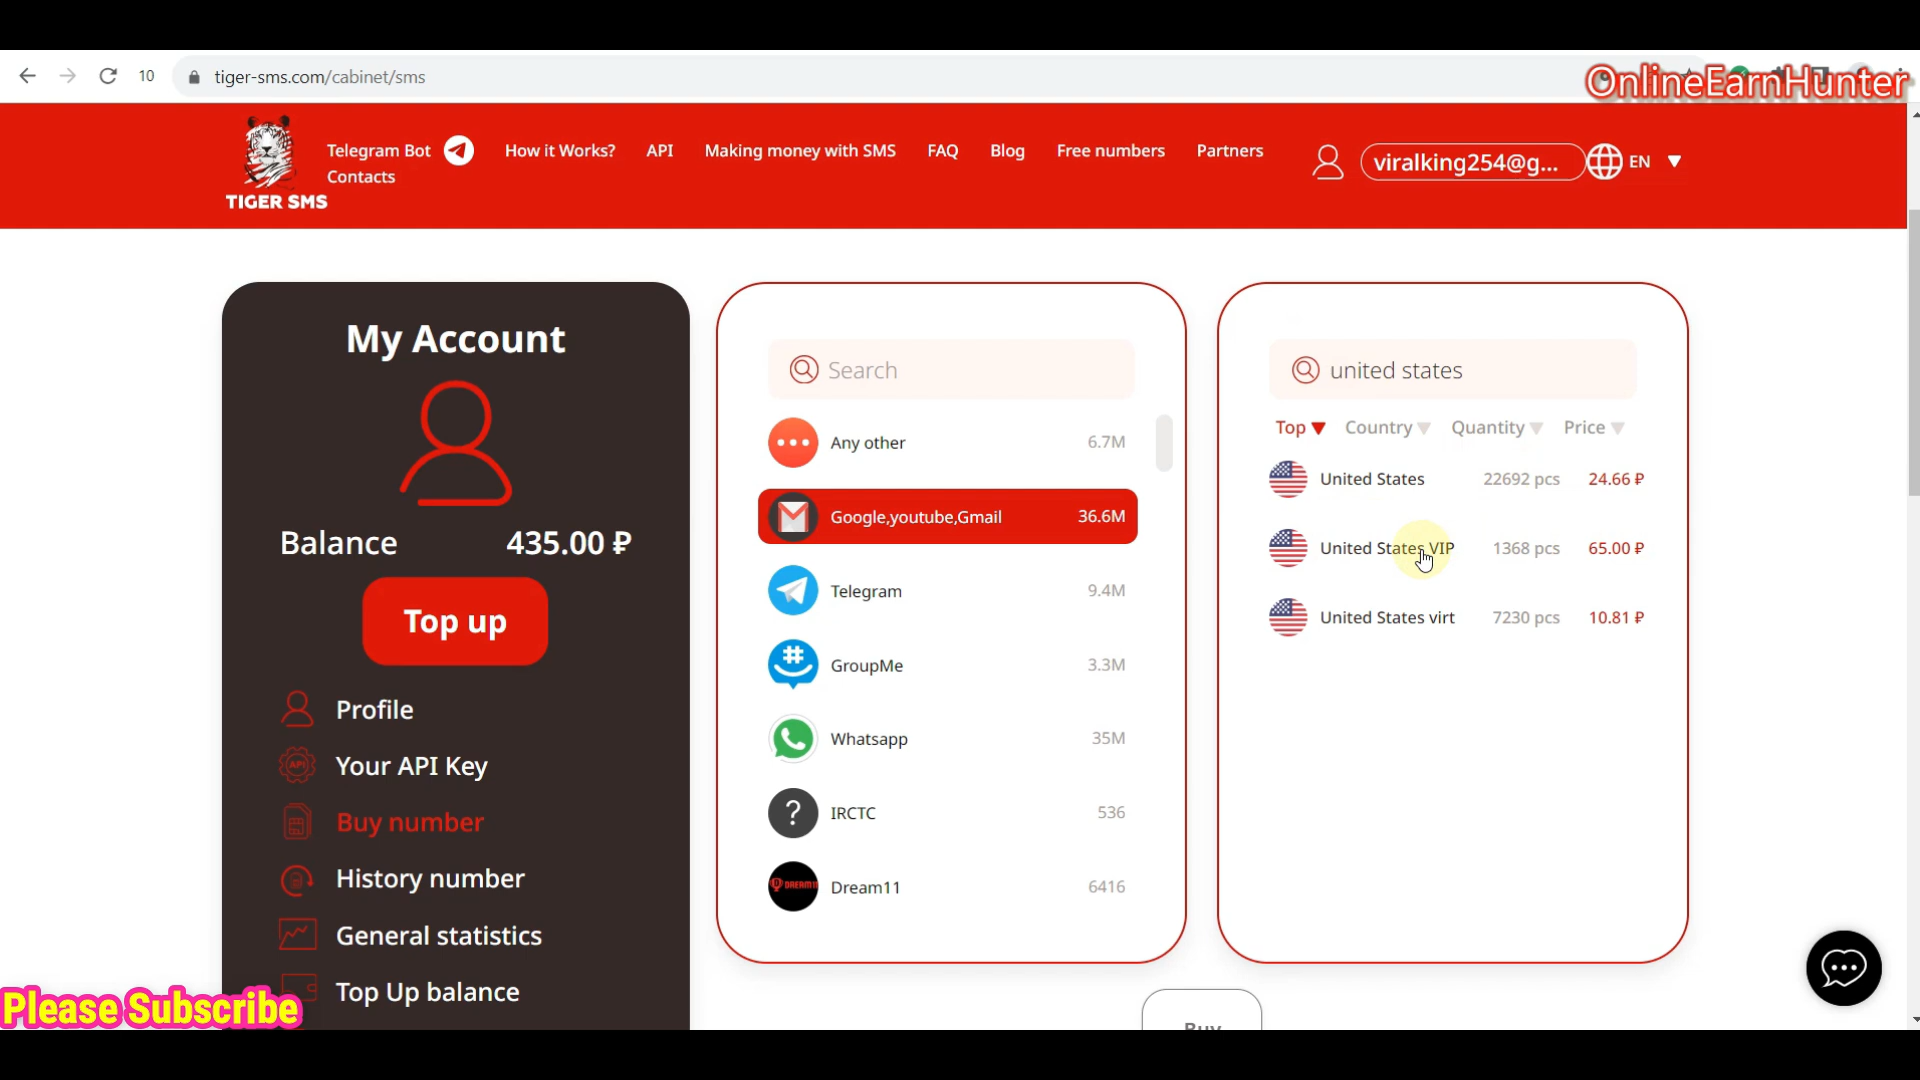 10
tiger-sms.com/cabinet/sms
OnlineEarnHunter
TIGER SMS
Telegram Bot
Contacts
How it Works?
API
Making money with SMS
FAQ
Blog
Free numbers
Partners
viralking254@g...
EN
My Account
Balance 435.00 ₽
Top up
Profile
API
Your API Key
Buy number
History number
General statistics
Top Up balance
Search
Any other 6.7M
Google,youtube,Gmail 36.6M
Telegram 9.4M
GroupMe 3.3M
Whatsapp 35M
? IRCTC 536
DREAM11 Dream11 6416
united states
Top Country Quantity Price
United States 22692 pcs 24.66 ₽
United States VIP 1368 pcs 65.00 ₽
United States virt 7230 pcs 10.81 ₽
Buy
Please Subscribe